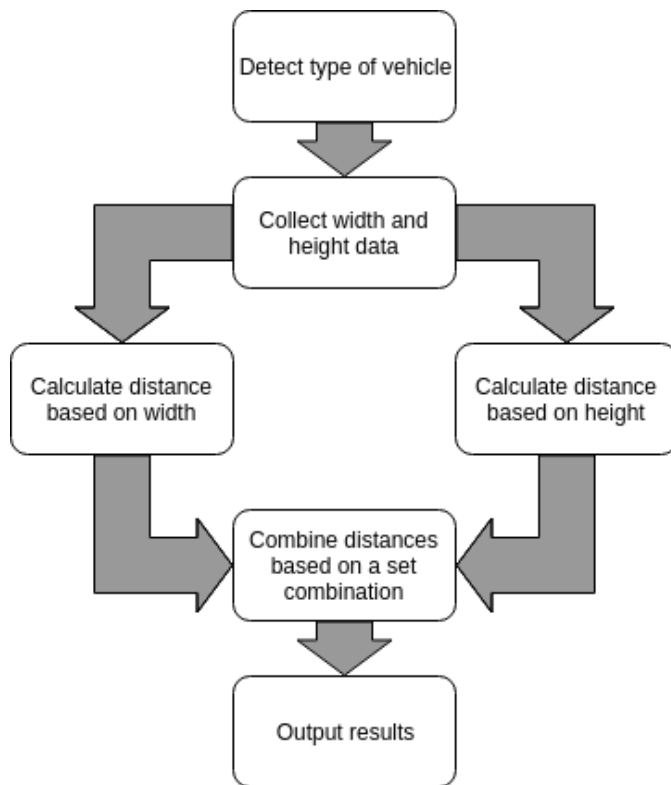 Detect type of vehicle
Collect width and
height data
Calculate distance
based on width
Calculate distance
based on height
Combine distances
based on a set
combination
Output results